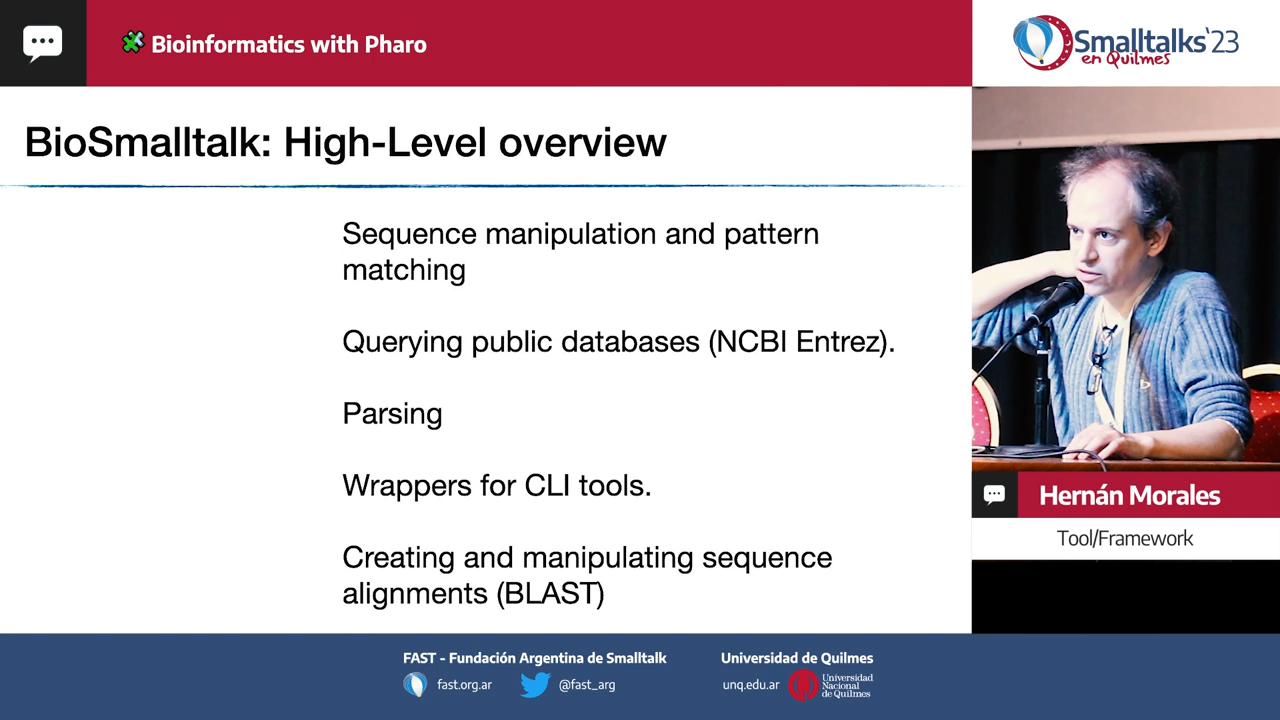 Bioinformatics with Pharo
Smalltalks'23
en Quilmes
BioSmalltalk: High-Level overview
Sequence manipulation and pattern
matching
Querying public databases (NCBI Entrez).
Parsing
Wrappers for CLI tools.
Creating and manipulating sequence
alignments (BLAST)
Hernán Morales
Tool/Framework
FAST - Fundación Argentina de Smalltalk
fast.org.ar
@fast_arg
Universidad de Quilmes
unq.edu.ar
Universidad
Nacional
de Quilmes